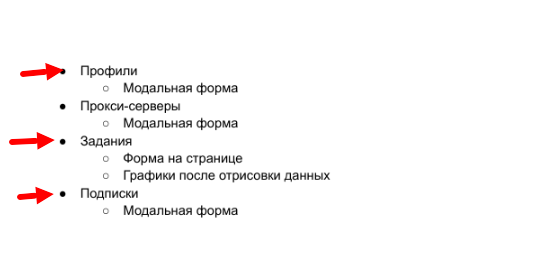 Профили
Модальная форма
Прокси-серверы
Модальная форма
Задания
Форма на странице
Графики после отрисовки данных
Подписки
Модальная форма